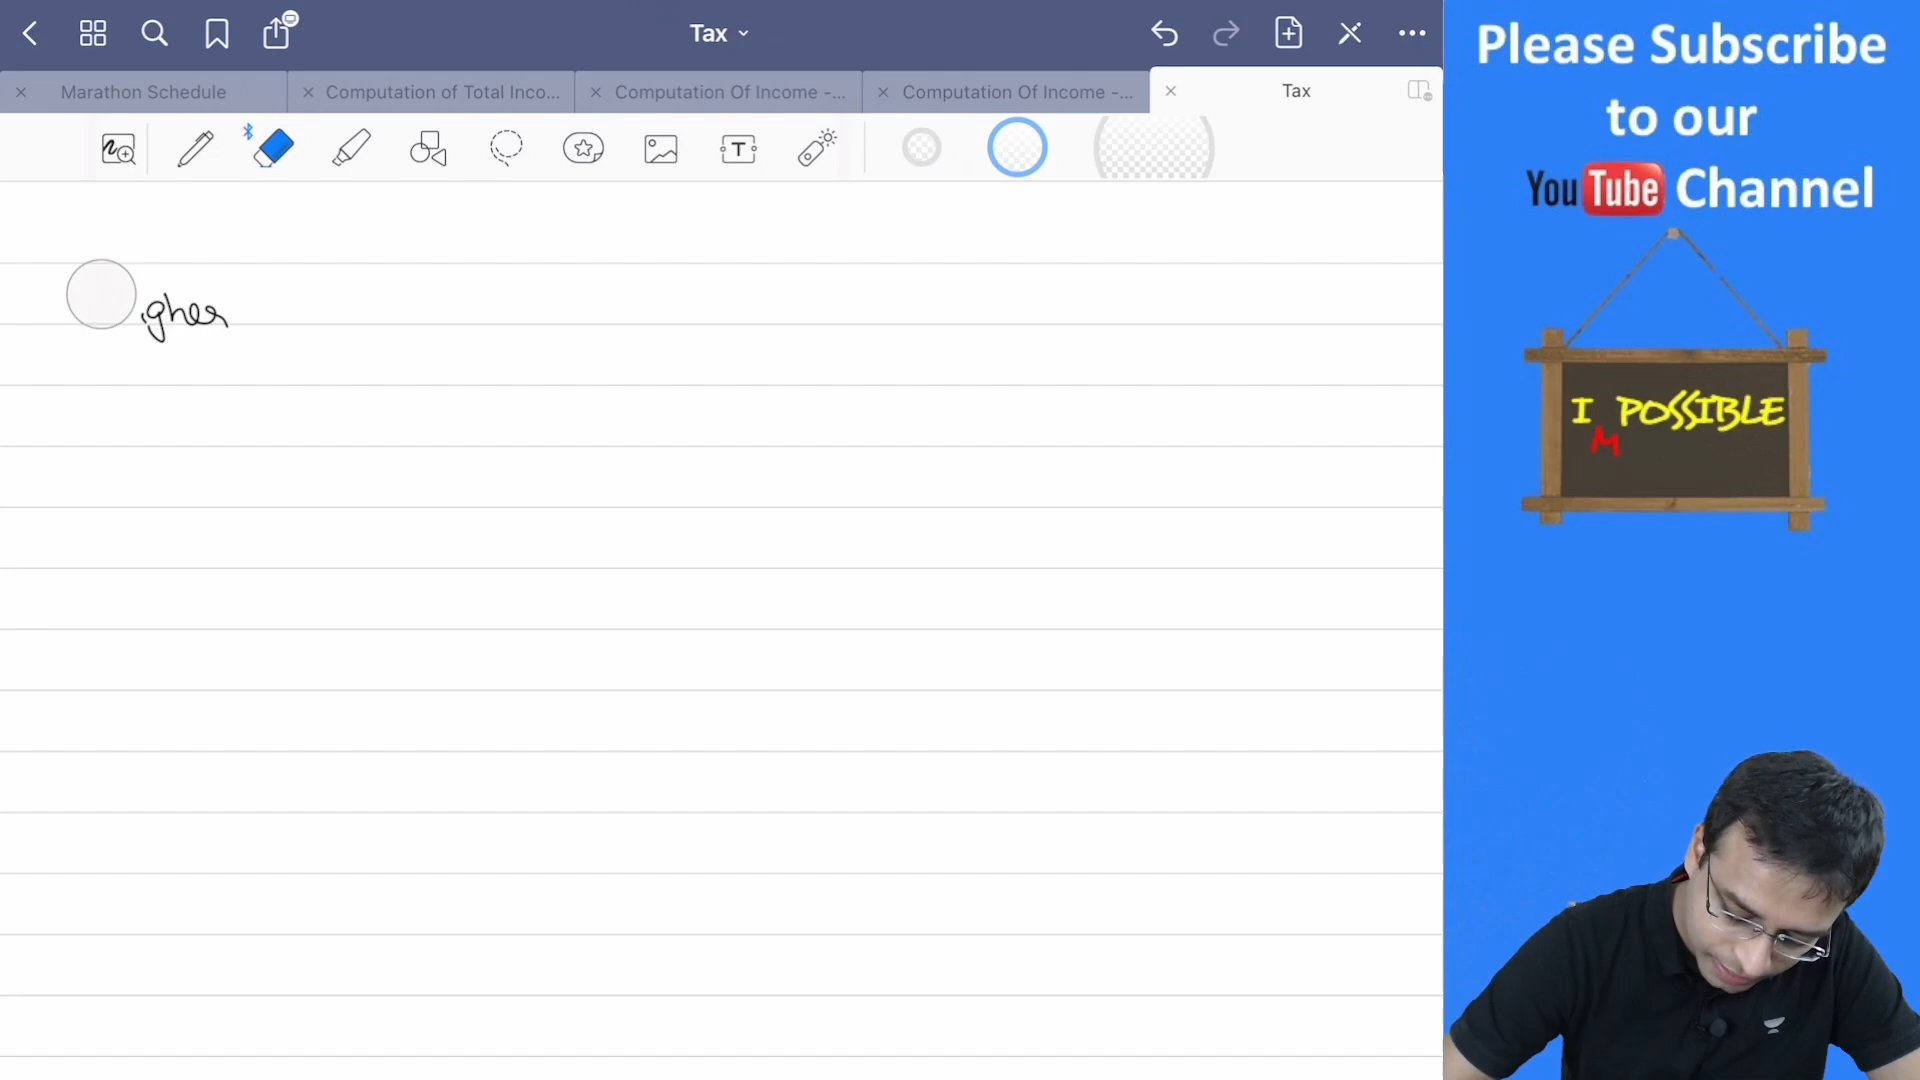 Tax
Please Subscribe
to our
YouTube Channel
Marathon Schedule
Computation of Total Inco...
Computation Of Income -...
Computation Of Income -...
Tax
T
igher
I POSSIBLE
M